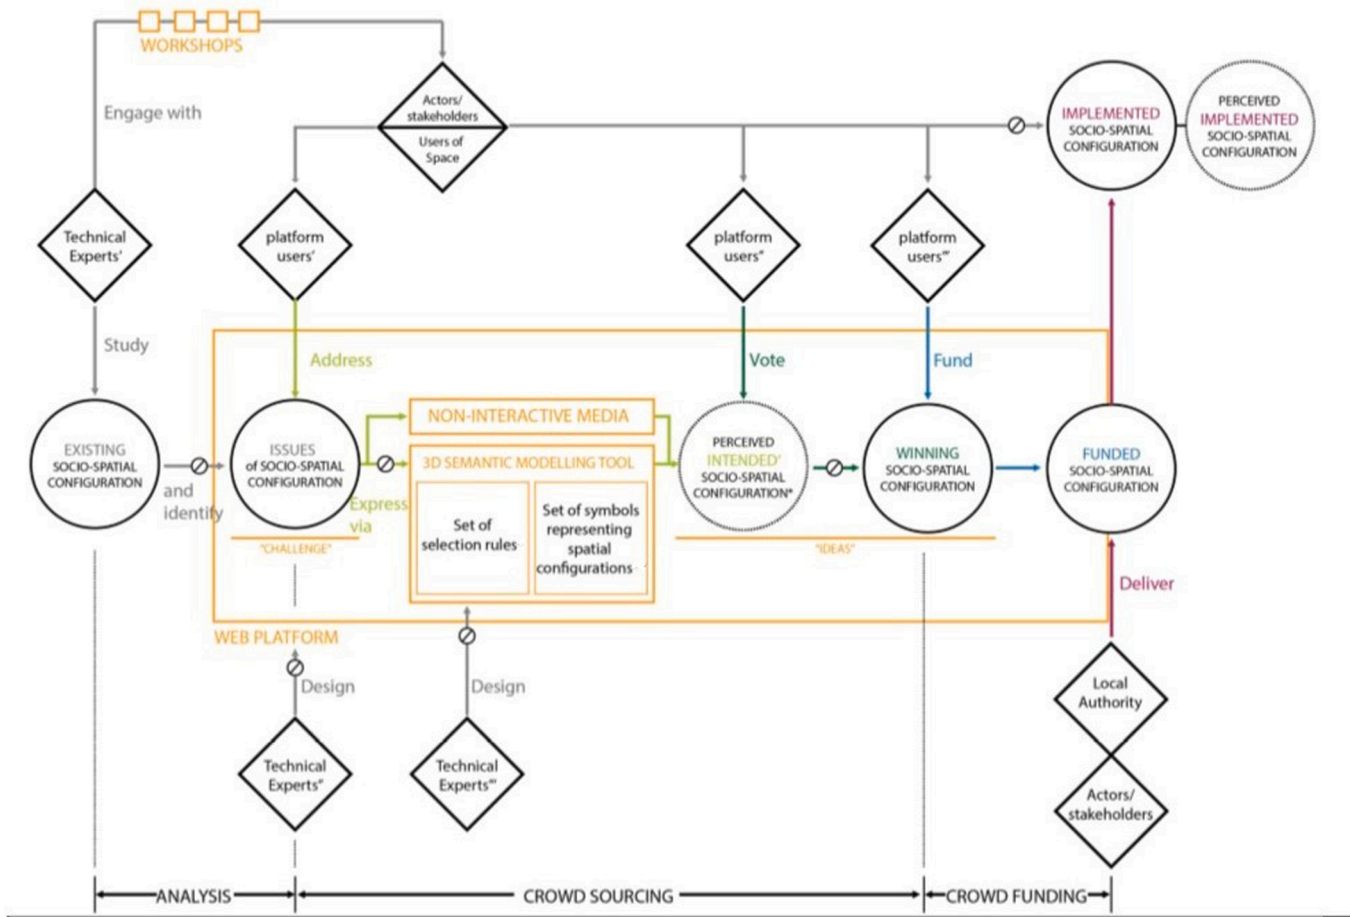 WORKSHOPS
Engage with
Actors/
stakeholders
Users of
Space
IMPLEMENTED
SOCIO-SPATIAL
CONFIGURATION
PERCEIVED
IMPLEMENTED
SOCIO-SPATIAL
CONFIGURATION
Technical
Experts'
platform
users'
platform
users"
platform
users"'
Study
Address
Vote
Fund
EXISTING
SOCIO-SPATIAL
CONFIGURATION
and
identify
ISSUES
of SOCIO-SPATIAL
CONFIGURATION
"CHALLENGE"
Express
via
NON-INTERACTIVE MEDIA
3D SEMANTIC MODELLING TOOL
Set of
selection rules
Set of symbols
representing
spatial
configurations
PERCEIVED
INTENDED'
SOCIO-SPATIAL
CONFIGURATION*
WINNING
SOCIO-SPATIAL
CONFIGURATION
"IDEAS"
FUNDED
SOCIO-SPATIAL
CONFIGURATION
Deliver
WEB PLATFORM
Design
Design
Technical
Experts"
Technical
Experts"'
Local
Authority
Actors/
stakeholders
ANALYSIS
CROWD SOURCING
CROWD FUNDING